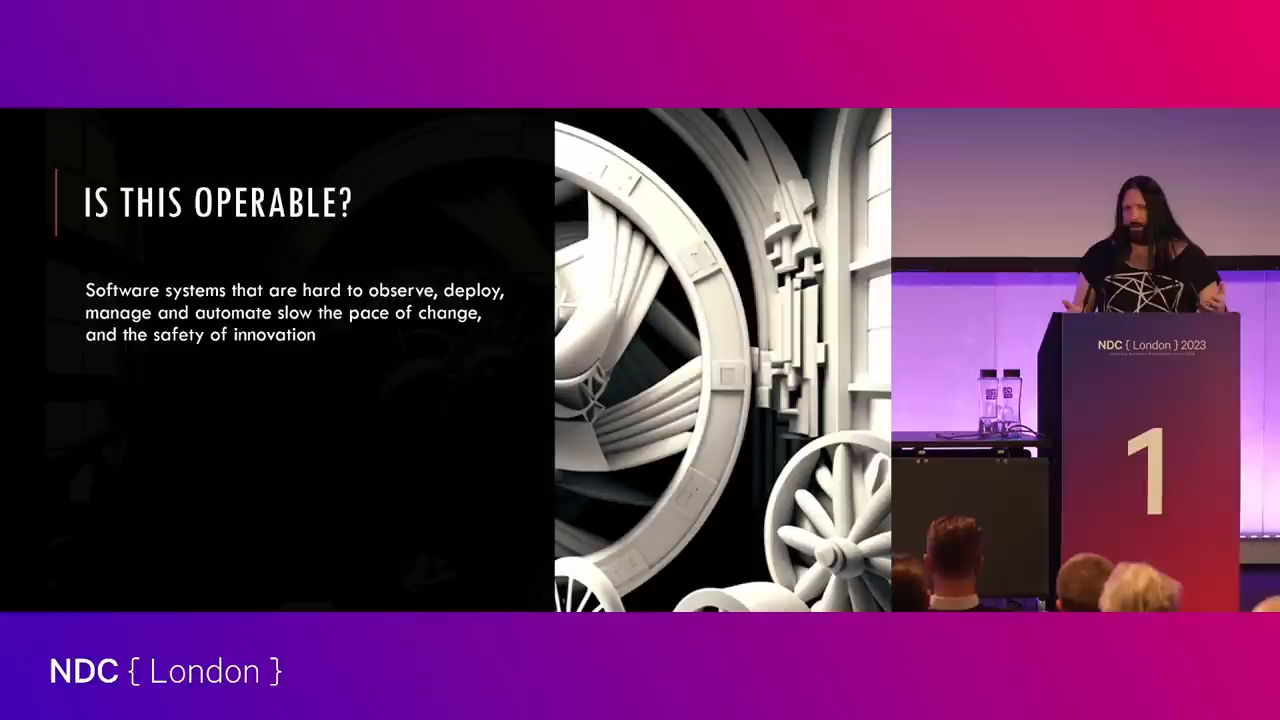 IS THIS OPERABLE?
Software systems that are hard to observe, deploy,
manage and automate slow the pace of change,
and the safety of innovation
NDC { London } 2023
1
NDC { London }